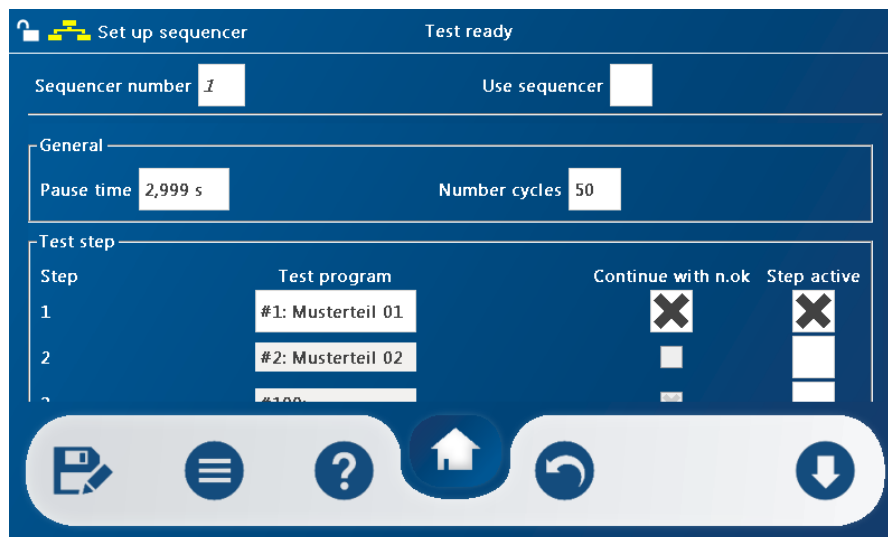 Set up sequencer Test ready
Sequencer number 1 Use sequencer
General
Pause time 2,999 s Number cycles 50
Test step
Step Test program Continue with n.ok Step active
1 #1: Musterteil 01
2 #2: Musterteil 02
?